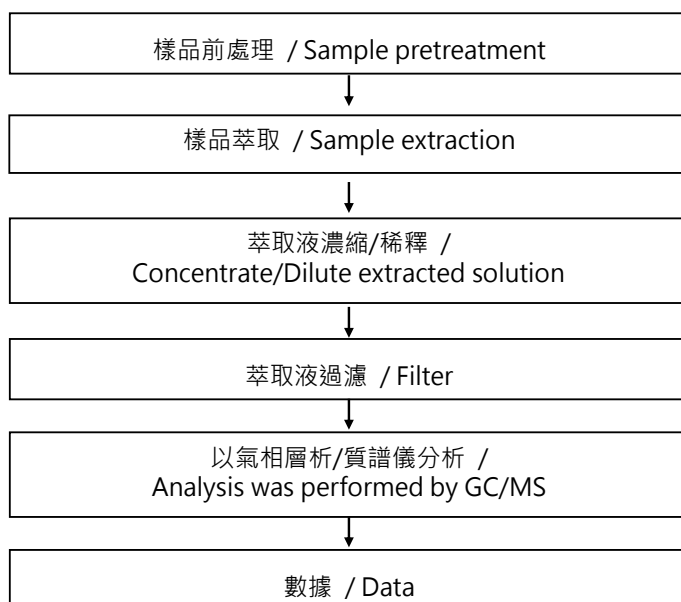 樣品前處理 / Sample pretreatment
樣品萃取 / Sample extraction
萃取液濃縮/稀釋 /
Concentrate/Dilute extracted solution
萃取液過濾 / Filter
以氣相層析/質譜儀分析 /
Analysis was performed by GC/MS
數據 / Data